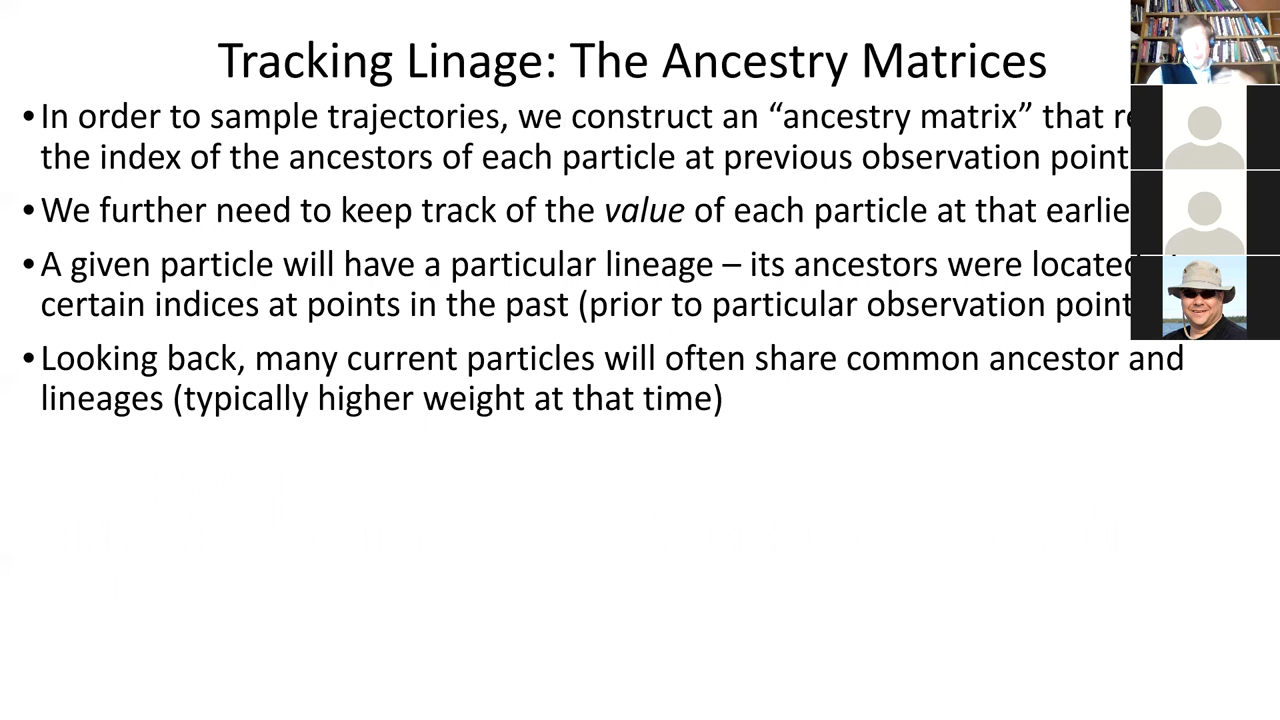 Tracking Linage: The Ancestry Matrices
•In order to sample trajectories, we construct an “ancestry matrix” that
the index of the ancestors of each particle at previous observation
•We further need to keep track of the value of each particle at that
•A given particle will have a particular lineage – its ancestors were located
certain indices at points in the past (prior to particular observation
•Looking back, many current particles will often share common ancestor and
lineages (typically higher weight at that time)